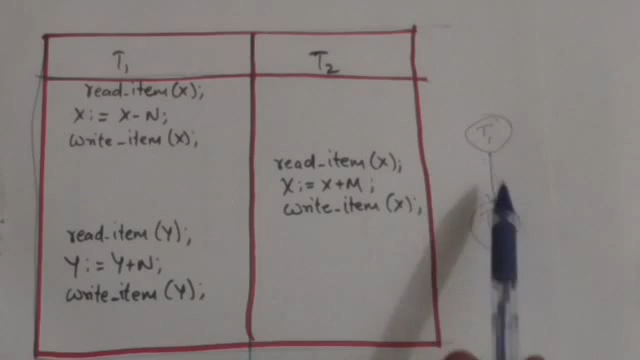 T1
T2
read_item(x);
X:= X-N;
write_item(x);
T1
read_item(x);
X:= x+M;
write_item(x);
read_item(Y);
Y:= Y+N;
write_item(Y);